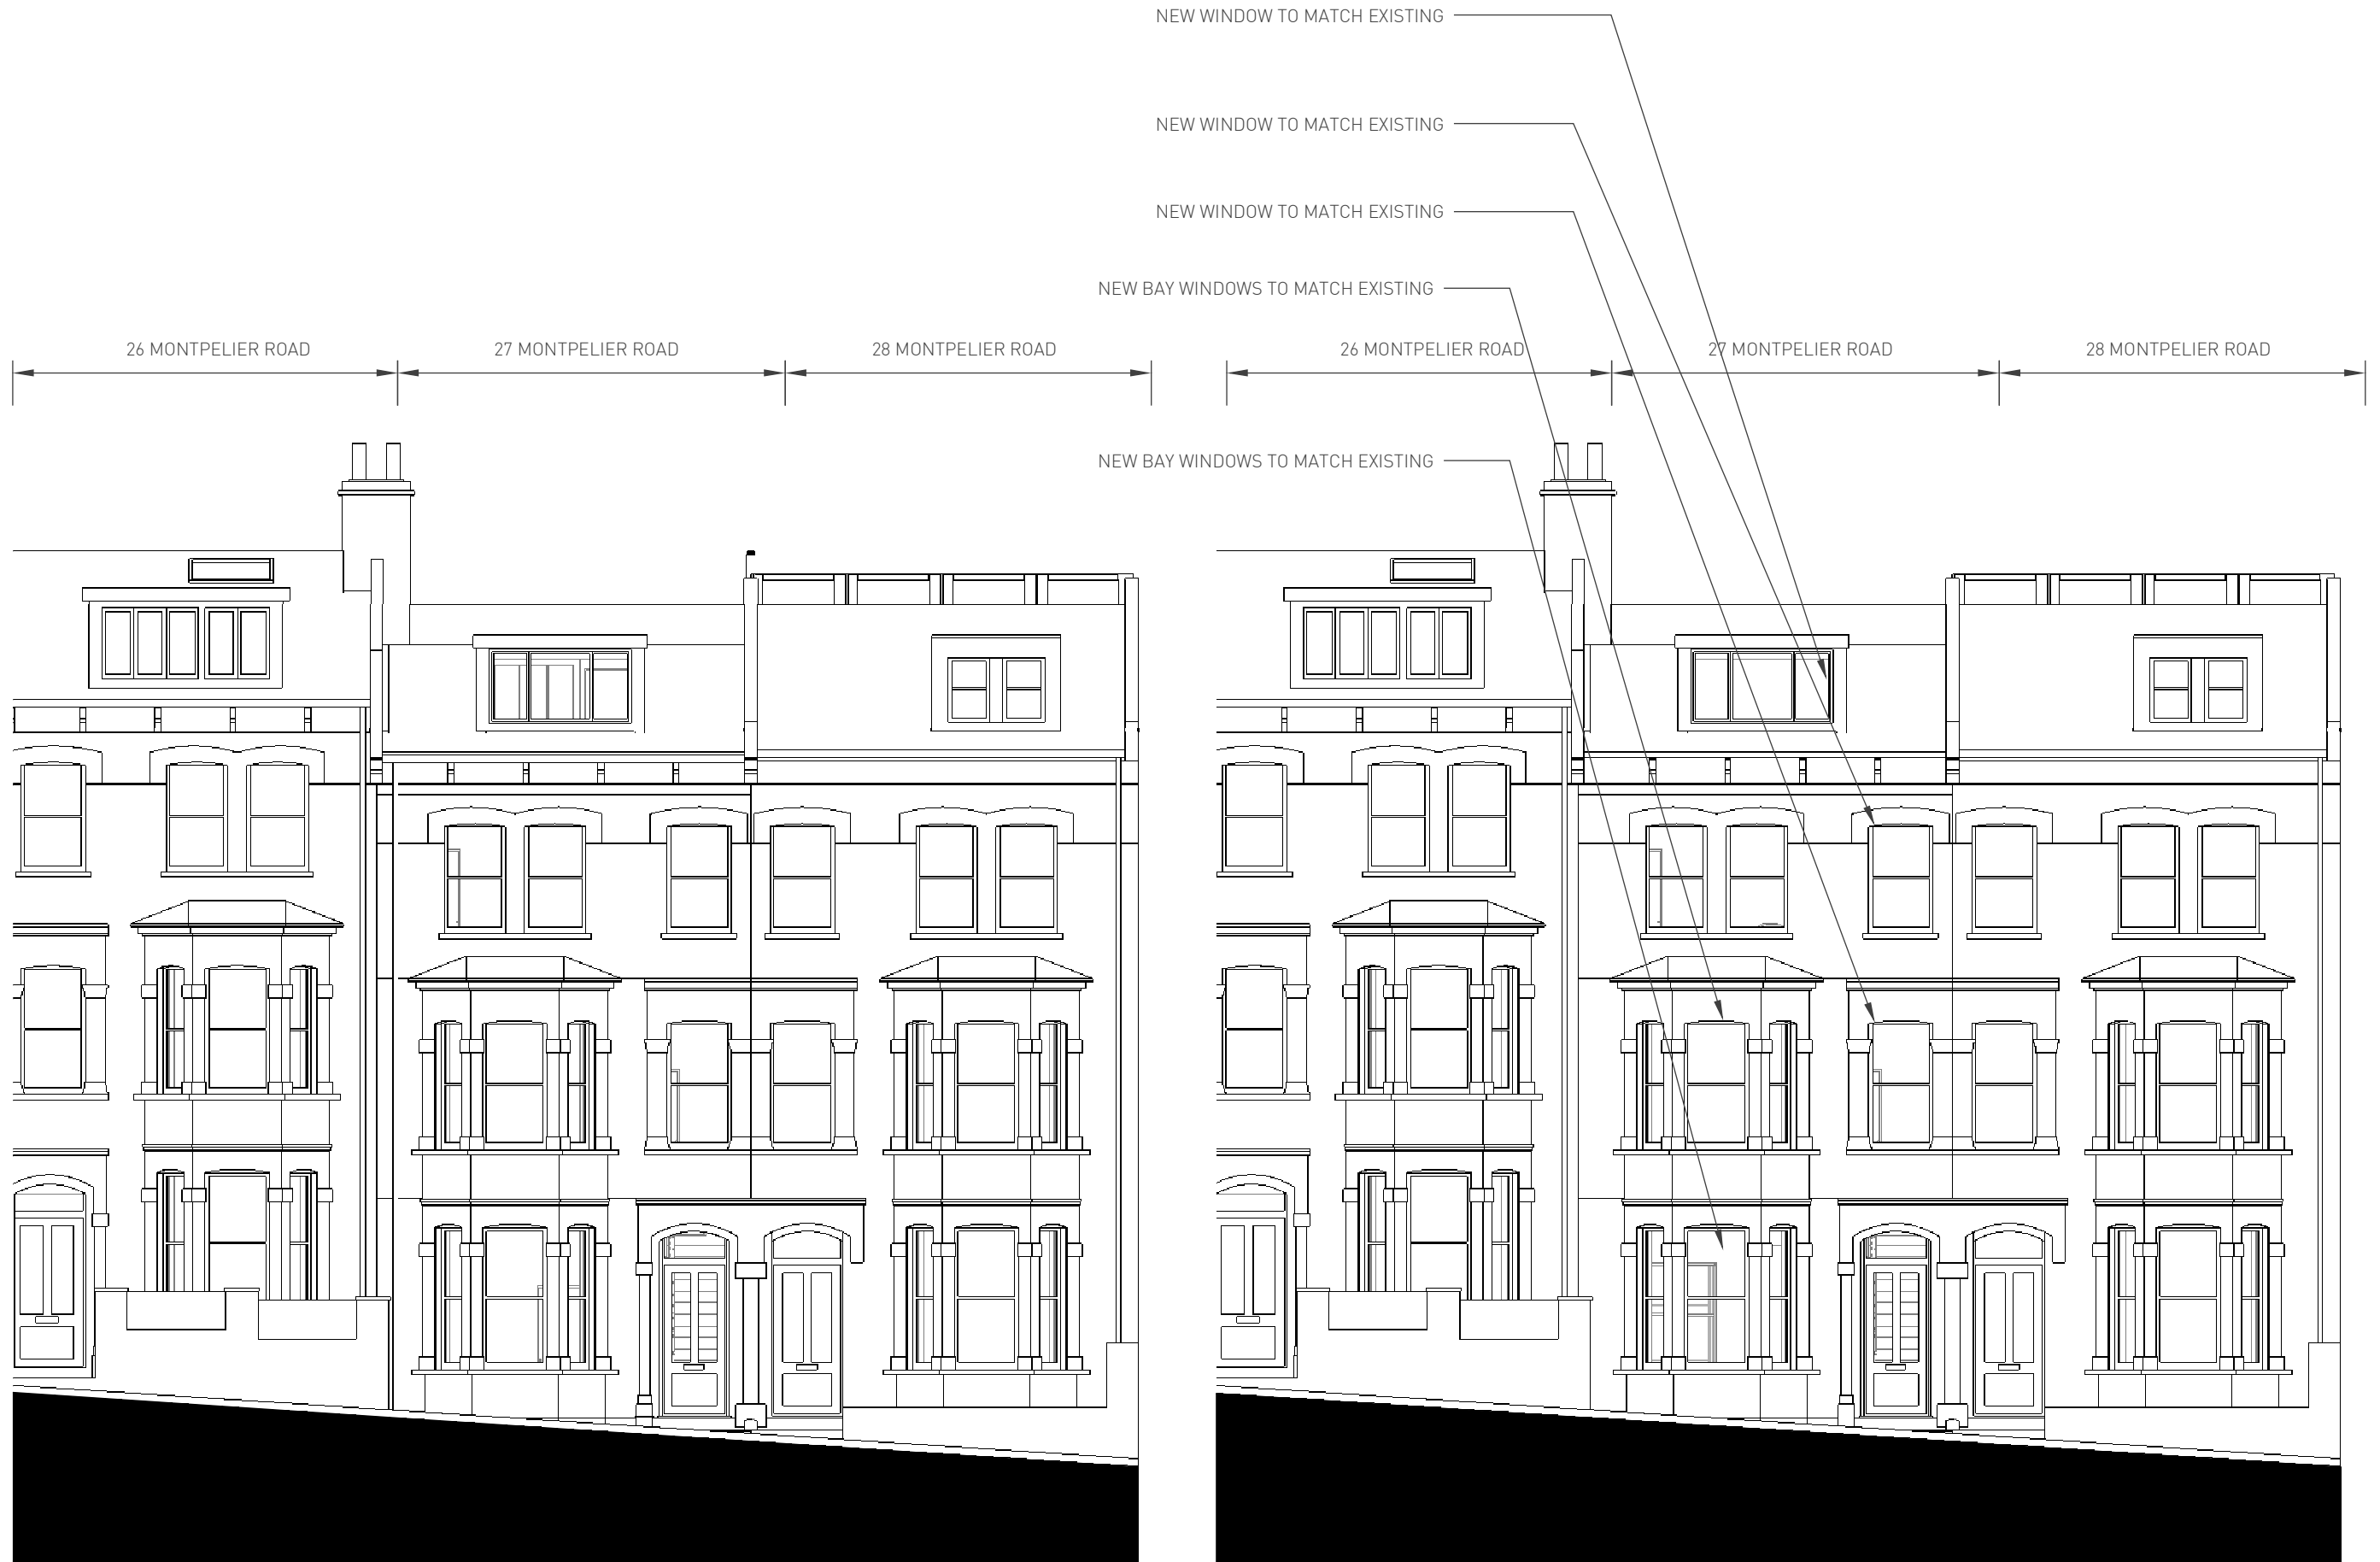 NEW WINDOW TO MATCH EXISTING
NEW WINDOW TO MATCH EXISTING
NEW WINDOW TO MATCH EXISTING
NEW BAY WINDOWS TO MATCH EXISTING
26 MONTPELIER ROAD
27 MONTPELIER ROAD
28 MONTPELIER ROAD
26 MONTPELIER ROAD
27 MONTPELIER ROAD
28 MONTPELIER ROAD
NEW BAY WINDOWS TO MATCH EXISTING